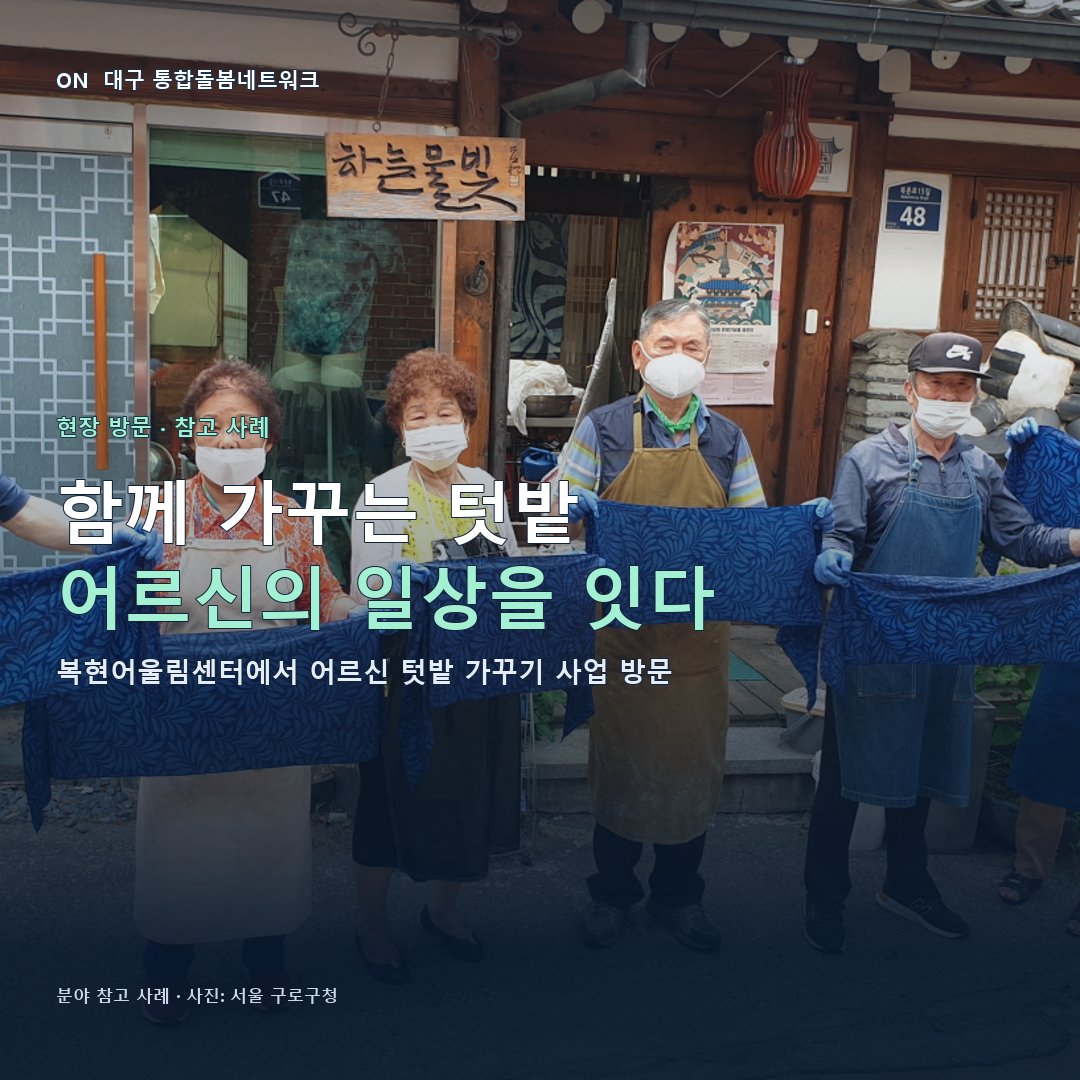 ON 대구 통합돌봄네트워크
하늘물빛
47
48
현장 방문 · 참고 사례
함께 가꾸는 텃밭
어르신의 일상을 잇다
복현어울림센터에서 어르신 텃밭 가꾸기 사업 방문
분야 참고 사례 · 사진: 서울 구로구청